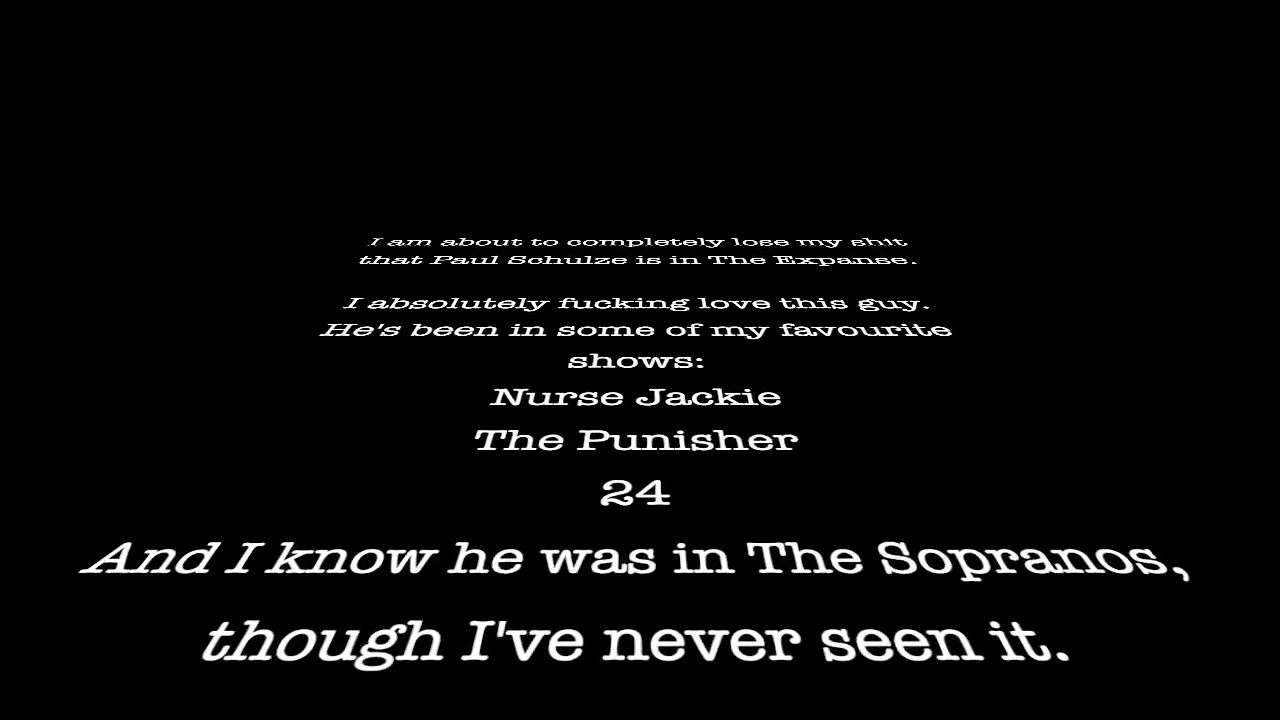 I am about to completely lose my shit
that Paul Schulze is in The Expanse.
I absolutely fucking love this guy.
He's been in some of my favourite
shows:
Nurse Jackie
The Punisher
24
And I know he was in The Sopranos,
though I've never seen it.